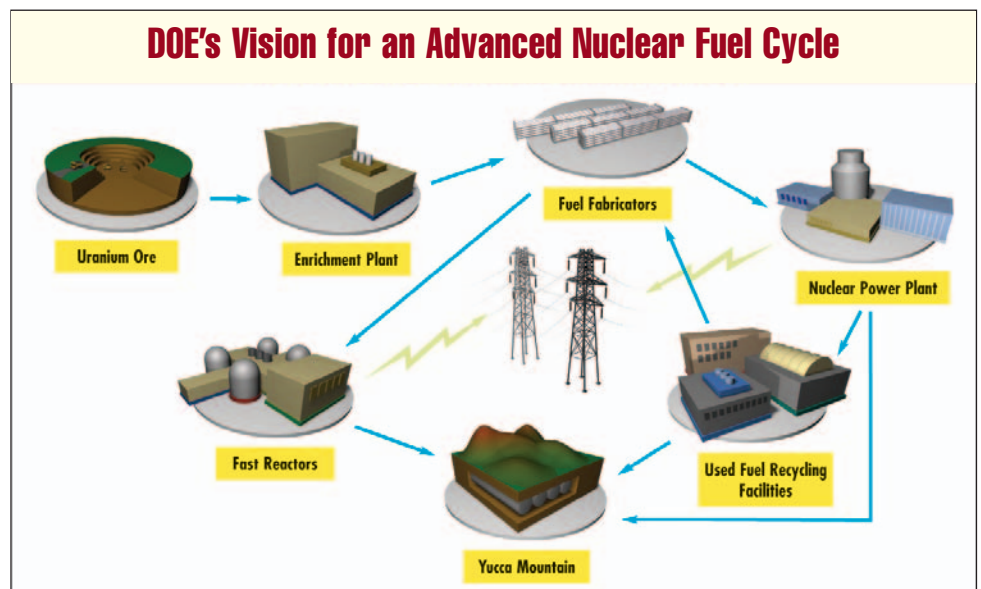 DOE's Vision for an Advanced Nuclear Fuel Cycle
Uranium Ore
Enrichment Plant
Fuel Fabricators
Nuclear Power Plant
Fast Reactors
Used Fuel Recycling
Facilities
Yucca Mountain